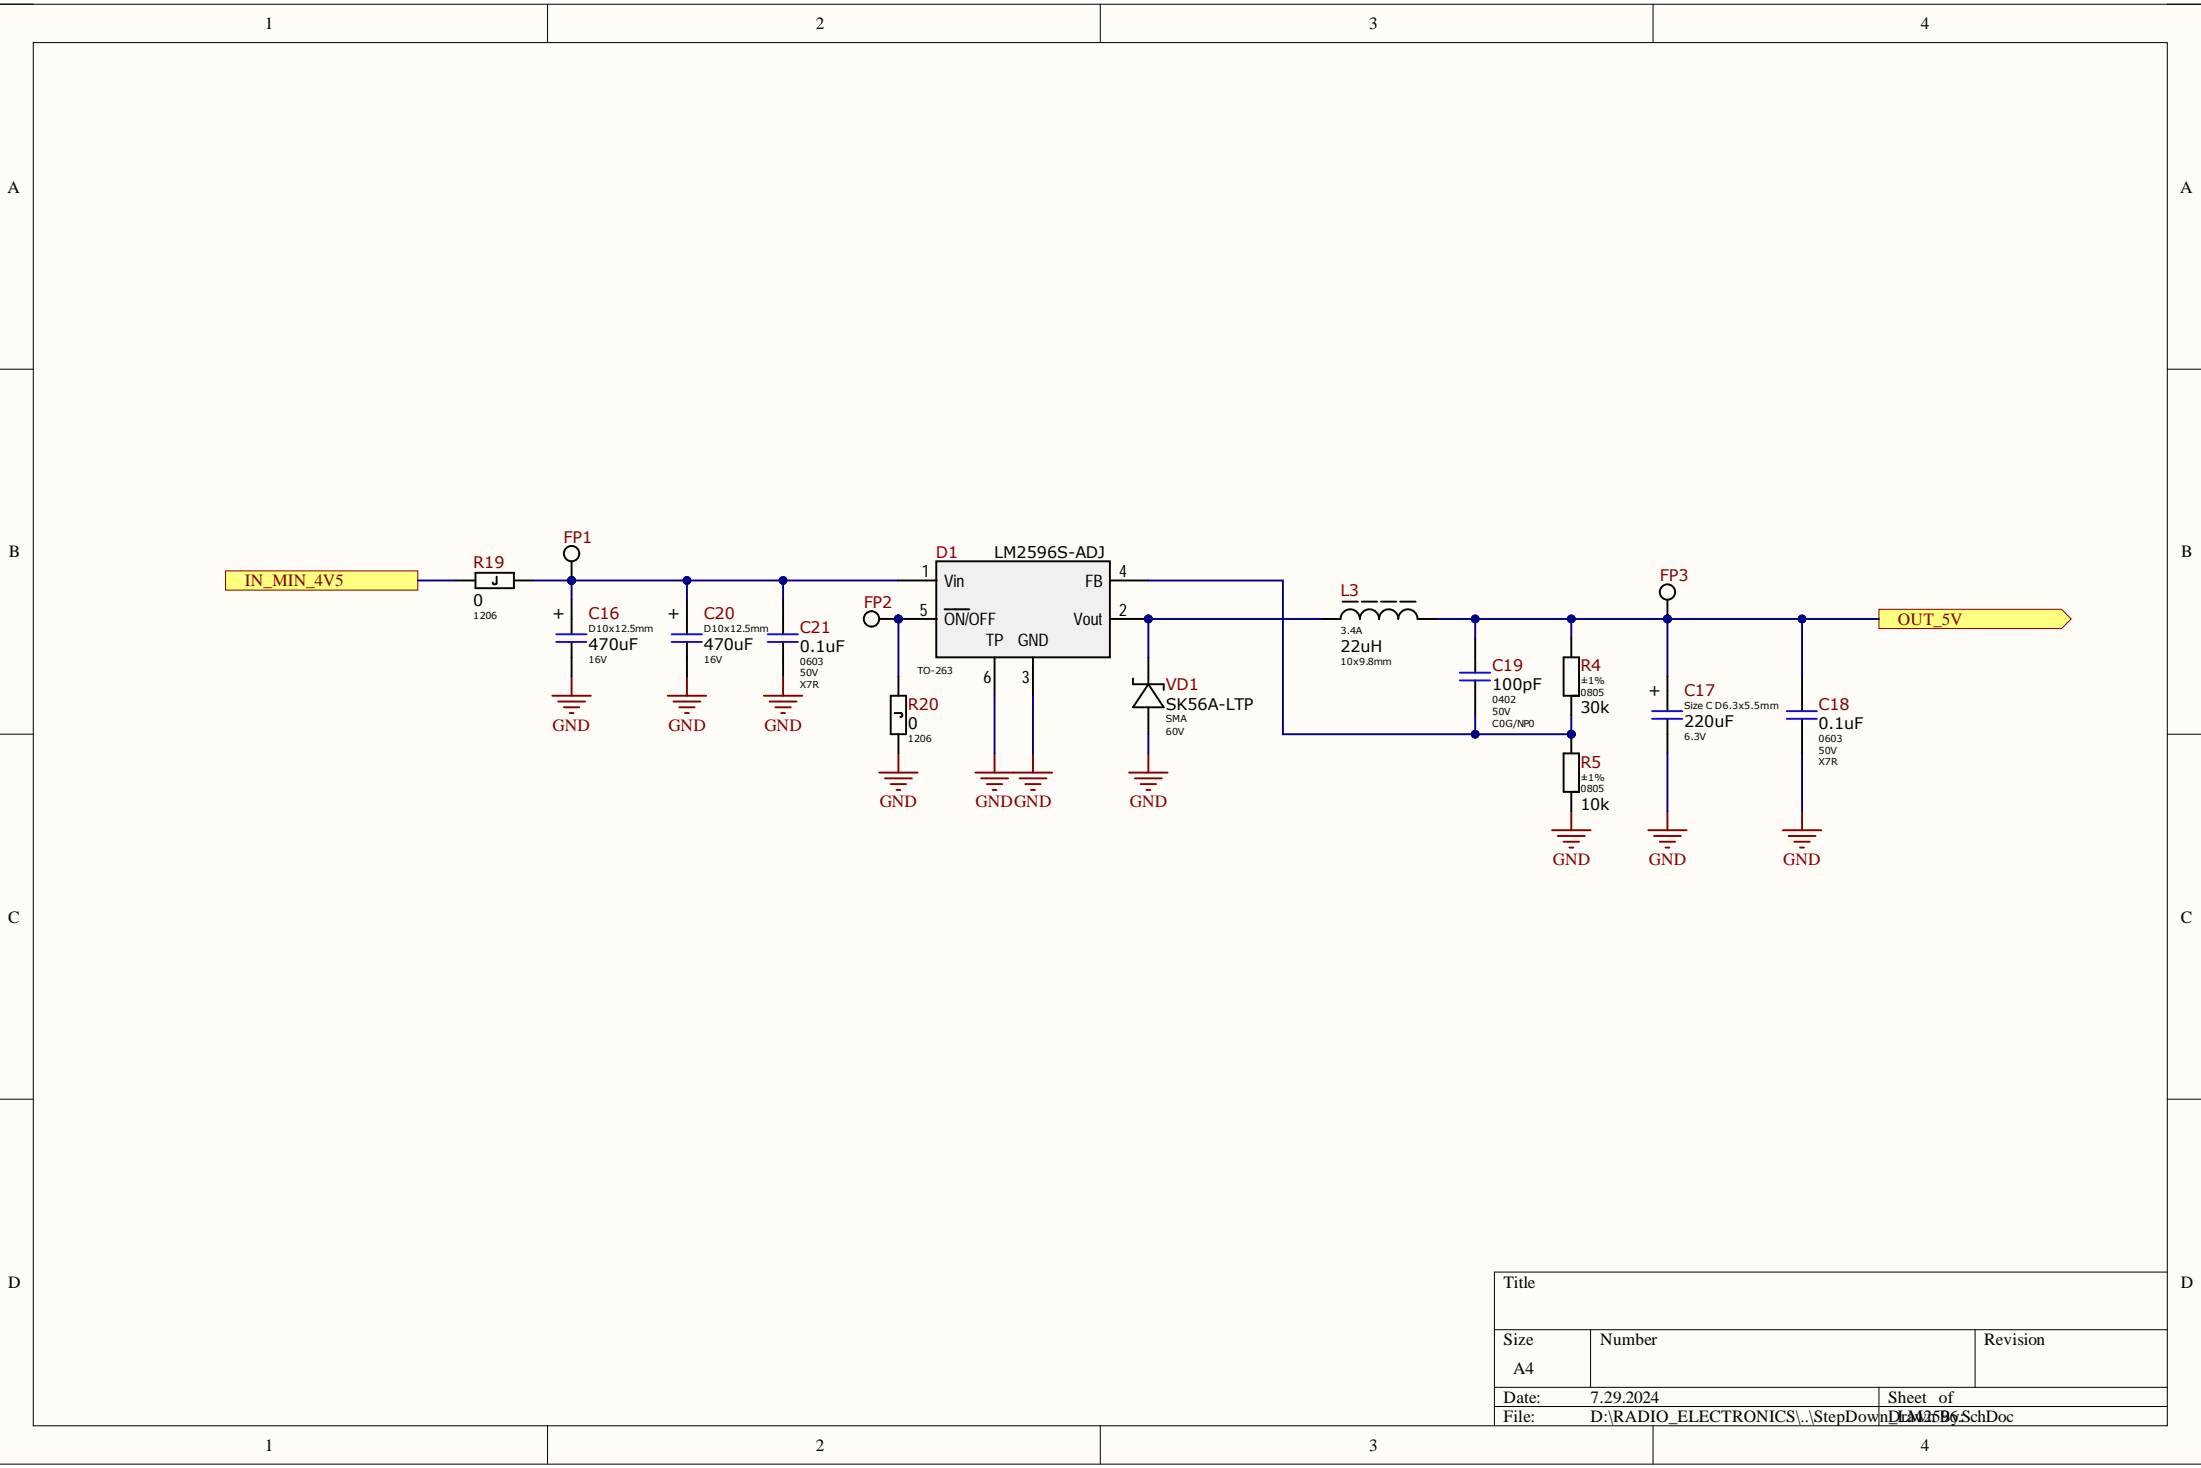 1 2 3 4
A A
B B
C C
D D
IN_MIN_4V5
R19
J
0
1206
FP1
+
C16
D10x12.5mm
470uF
16V
GND
+
C20
D10x12.5mm
470uF
16V
GND
C21
0.1uF
0603
50V
X7R
GND
FP2
R20
J
0
1206
GND
D1 LM2596S-ADJ
1 Vin FB 4
5 ON/OFF Vout 2
TP GND
TO-263
6 3
GND GND
VD1
SK56A-LTP
SMA
60V
GND
L3
3.4A
22uH
10x9.8mm
C19
100pF
0402
50V
C0G/NP0
R4
±1%
0805
30k
R5
±1%
0805
10k
GND
FP3
+
C17
Size C D6.3x5.5mm
220uF
6.3V
GND
C18
0.1uF
0603
50V
X7R
GND
OUT_5V
Title
Size Number Revision
A4
Date: 7.29.2024 Sheet of
File: D:\RADIO_ELECTRONICS\..\StepDown_LM2596.SchDoc
Drawn By:
1 2 3 4